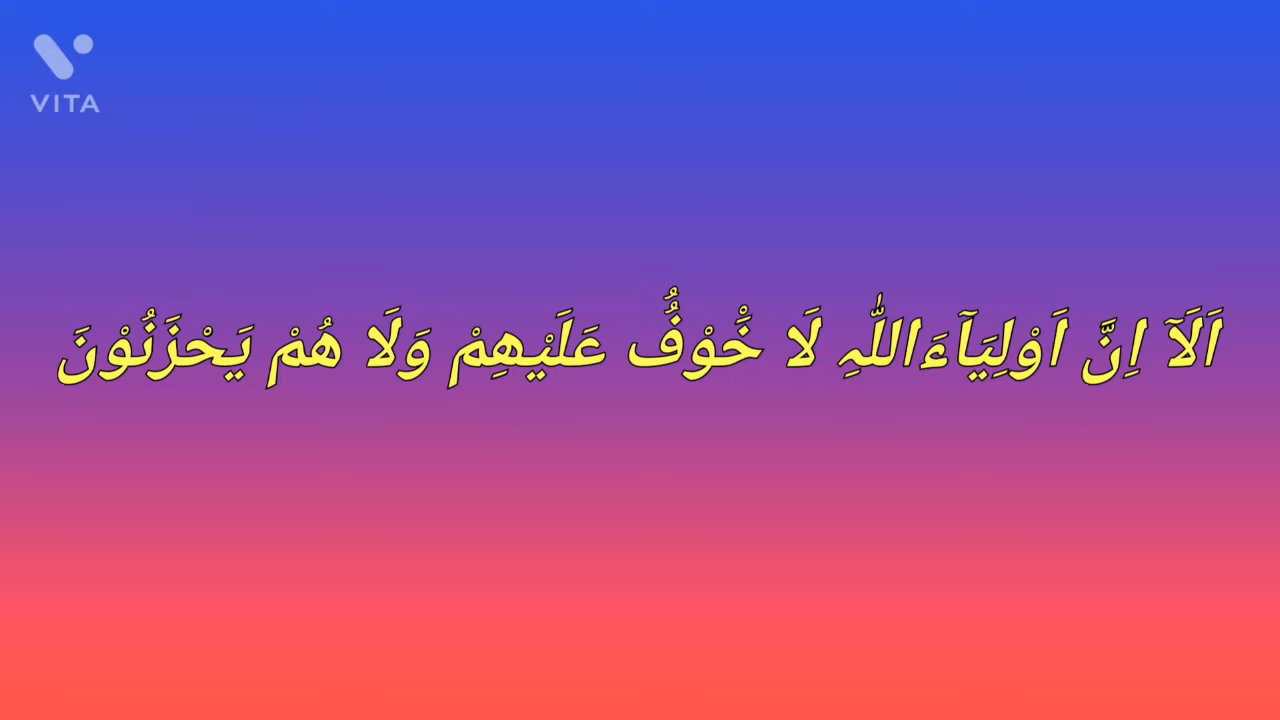 VITA
اَلَآ اِنَّ اَوْلِيَآءَاللّٰہِ لَا خَوْفُُ عَلَيْهِمْ وَلَا هُمْ يَحْزَنُوْنَ